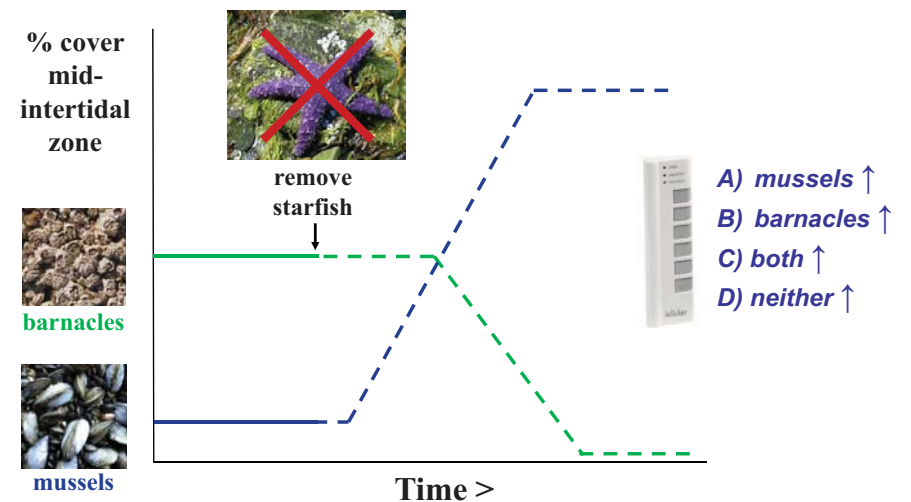 % cover
mid-
intertidal
zone
remove
starfish
barnacles
mussels
Time >
A) mussels ↑
B) barnacles ↑
C) both ↑
D) neither ↑